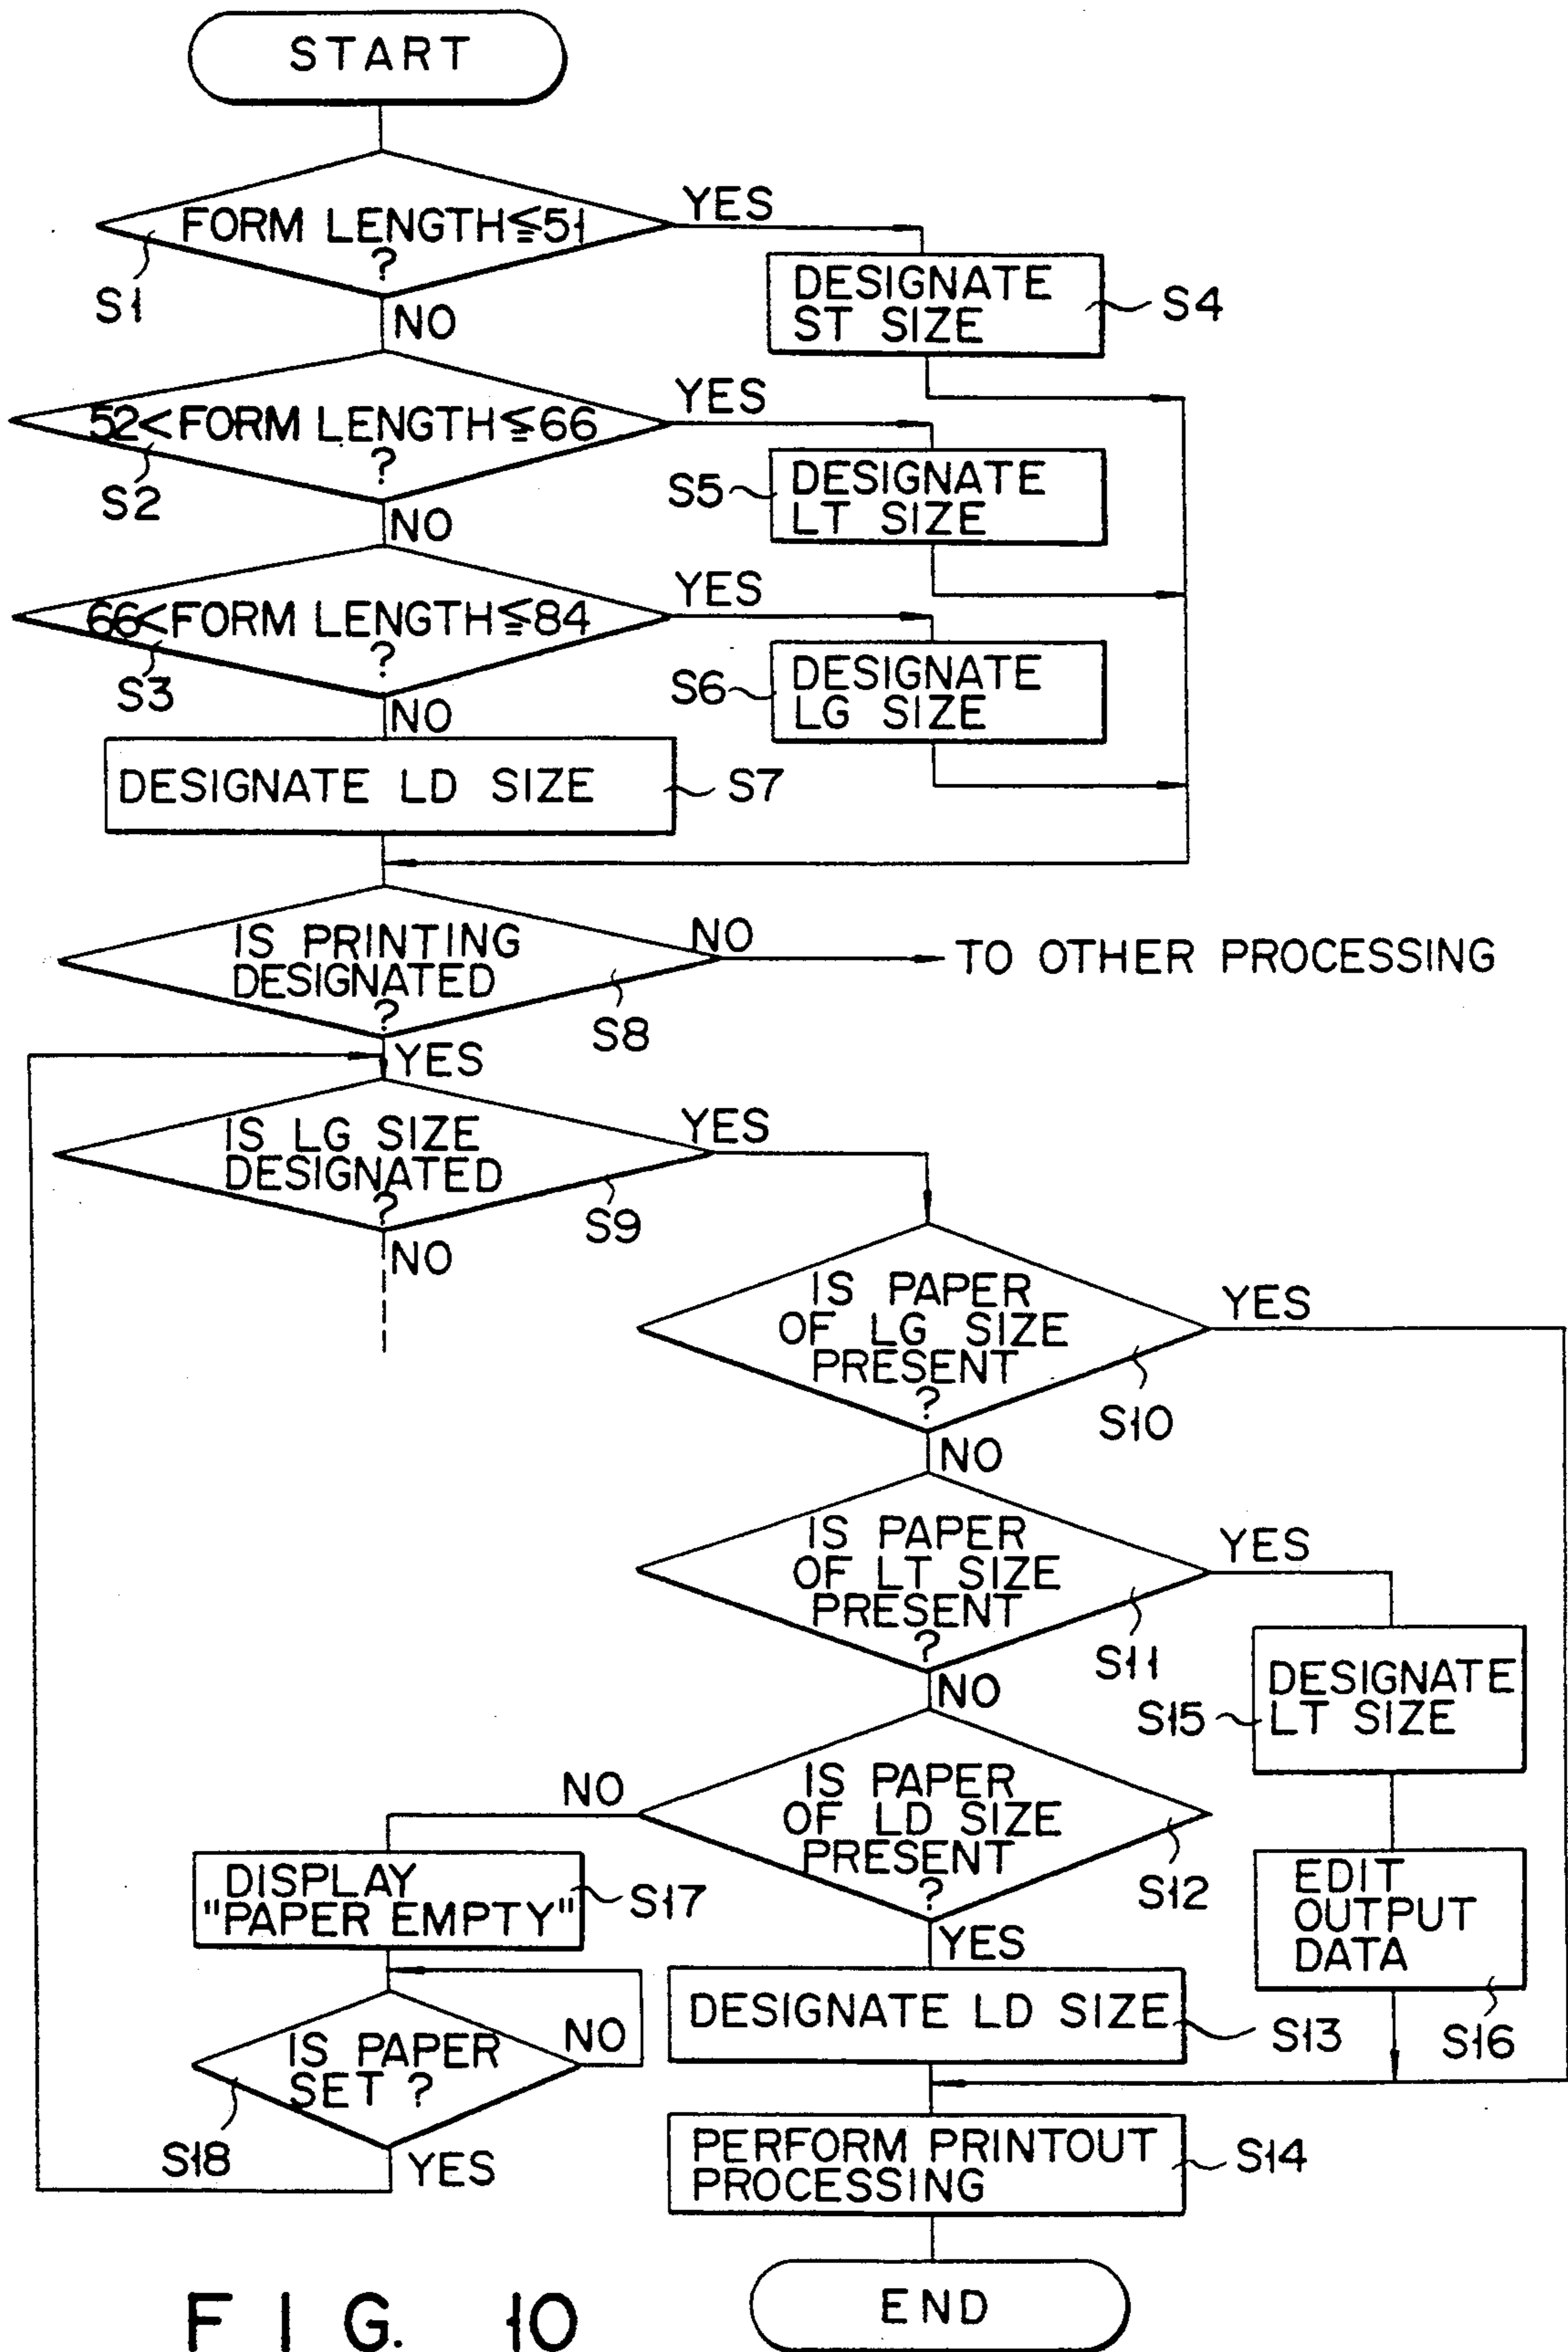 START
FORM LENGTH≦51
?
YES
S1
NO
DESIGNATE
ST SIZE
S4
52<FORM LENGTH≦66
?
YES
S2
NO
S5
DESIGNATE
LT SIZE
66<FORM LENGTH≦84
?
YES
S3
NO
S6
DESIGNATE
LG SIZE
DESIGNATE LD SIZE
S7
IS PRINTING
DESIGNATED
?
NO
TO OTHER PROCESSING
S8
YES
IS LG SIZE
DESIGNATED
?
YES
S9
NO
IS PAPER
OF LG SIZE
PRESENT
?
YES
S10
NO
IS PAPER
OF LT SIZE
PRESENT
?
YES
S11
NO
S15
DESIGNATE
LT SIZE
IS PAPER
OF LD SIZE
PRESENT
?
NO
S12
YES
EDIT
OUTPUT
DATA
S16
DISPLAY
"PAPER EMPTY"
S17
DESIGNATE LD SIZE
S13
IS PAPER
SET ?
NO
S18
YES
PERFORM PRINTOUT
PROCESSING
S14
END
FIG. 10